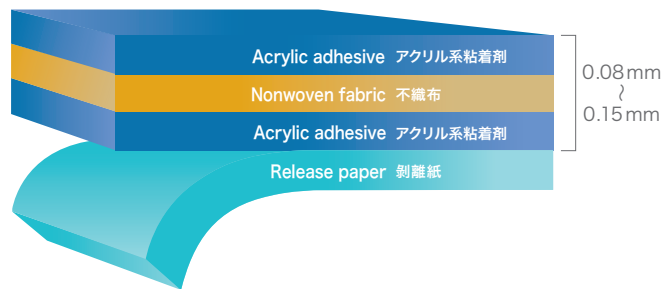 Acrylic adhesive アクリル系粘着剤
Nonwoven fabric 不織布
Acrylic adhesive アクリル系粘着剤
Release paper 剥離紙
0.08mm
~
0.15mm